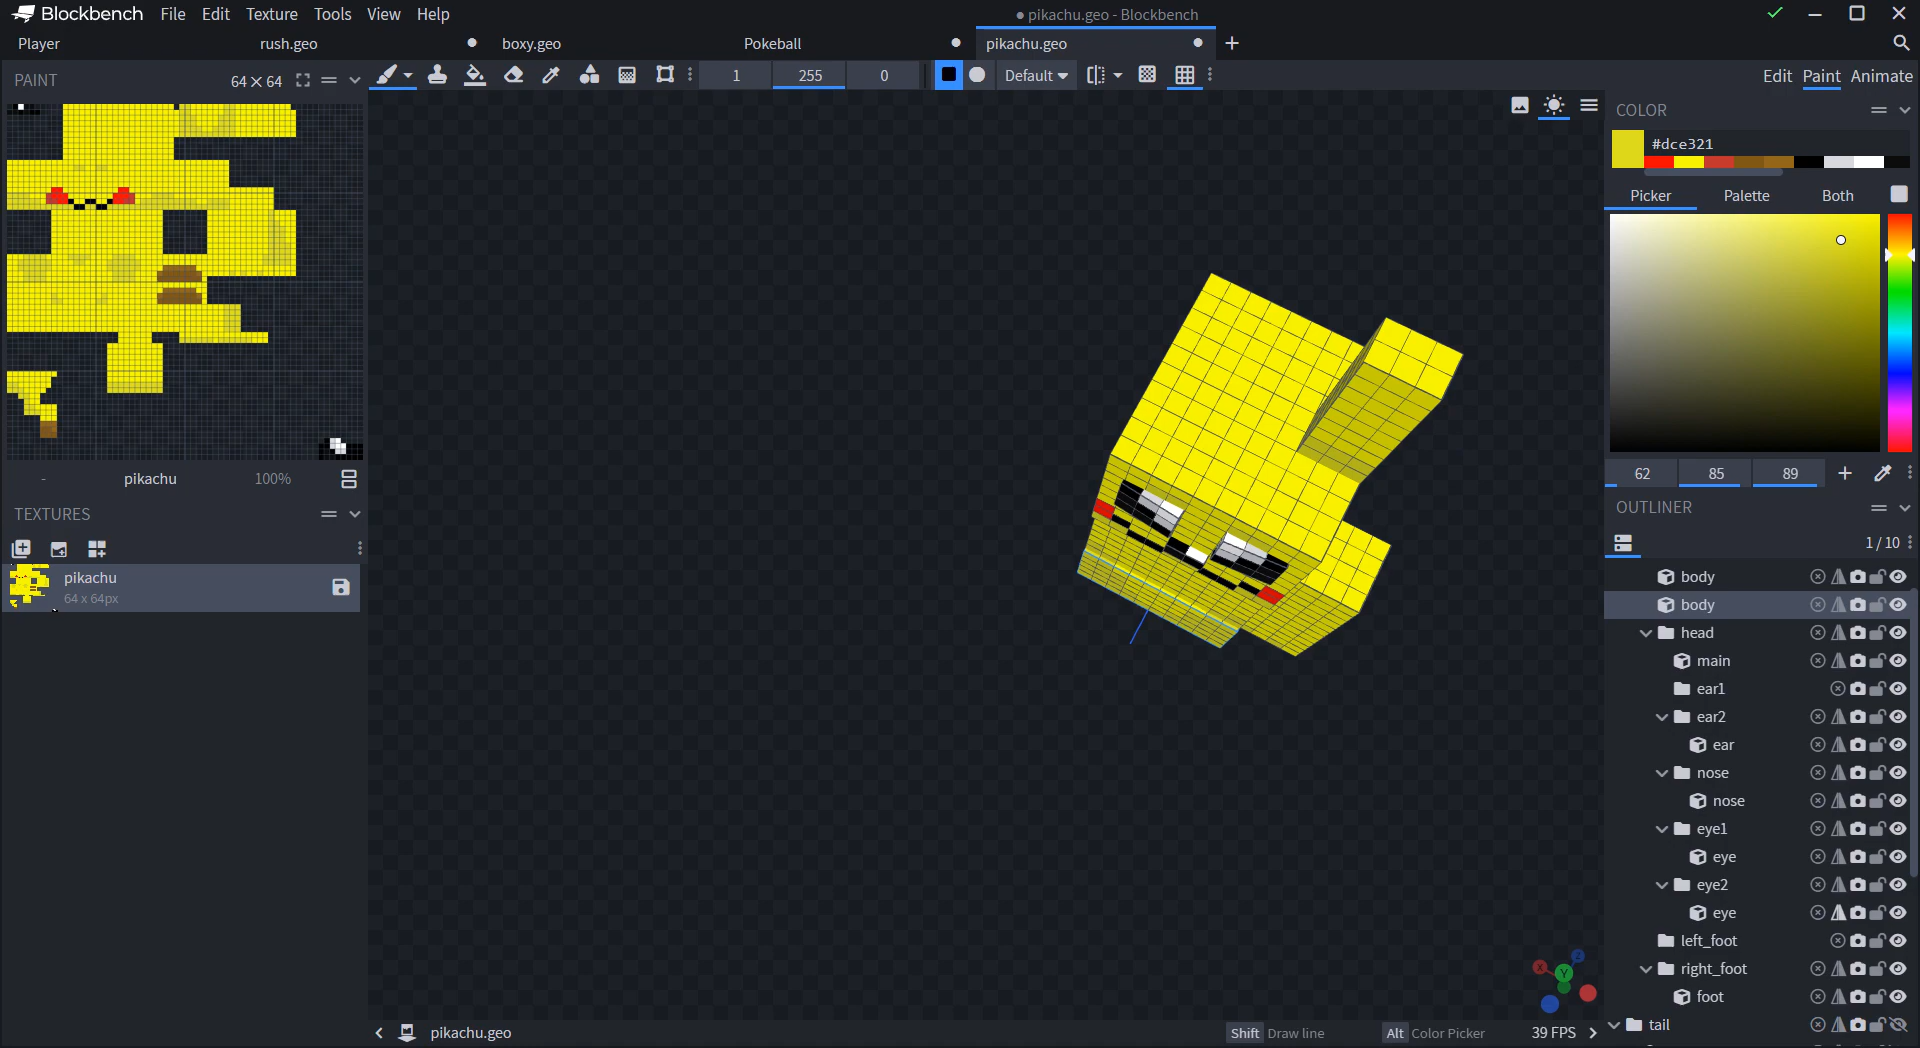 Blockbench File Edit Texture Tools View Help
pikachu.geo - Blockbench
Player rush.geo boxy.geo Pokeball pikachu.geo
PAINT 64 × 64
1 255 0 Default
Edit Paint Animate
COLOR
#dce321
Picker Palette Both
62 85 89
- pikachu 100%
TEXTURES
pikachu
64 x 64px
OUTLINER
1 / 10
body
body
head
main
ear1
ear2
ear
nose
nose
eye1
eye
eye2
eye
left_foot
right_foot
foot
tail
X Y Z
pikachu.geo
Shift Draw line Alt Color Picker 39 FPS